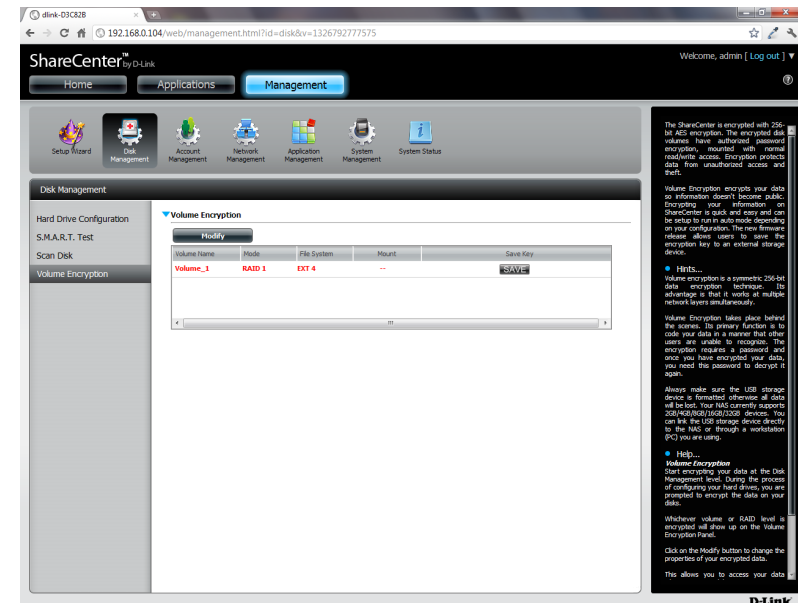 dlink-D3C82B
192.168.0.104/web/management.html?id=disk&v=1326792777575
ShareCenter™ by D-Link
Welcome, admin [ Log out ] ▼
Home
Applications
Management
Setup Wizard
Disk Management
Account Management
Network Management
Application Management
System Management
System Status
Disk Management
Hard Drive Configuration
S.M.A.R.T. Test
Scan Disk
Volume Encryption
Volume Encryption
Modify
Volume Name Mode File System Mount Save Key
Volume_1 RAID 1 EXT 4 -- SAVE
The ShareCenter is encrypted with 256-
bit AES encryption. The encrypted disk
volumes have authorized password
encryption, mounted with normal
read/write access. Encryption protects
data from unauthorized access and
theft.
Volume Encryption encrypts your data
so information doesn't become public.
Encrypting your information on
ShareCenter is quick and easy and can
be setup to run in auto mode depending
on your configuration. The new firmware
release allows users to save the
encryption key to an external storage
device.
Hints...
Volume encryption is a symmetric 256-bit
data encryption technique. Its
advantage is that it works at multiple
network layers simultaneously.
Volume Encryption takes place behind
the scenes. Its primary function is to
code your data in a manner that other
users are unable to recognize. The
encryption requires a password and
once you have encrypted your data,
you need this password to decrypt it
again.
Always make sure the USB storage
device is formatted otherwise all data
will be lost. Your NAS currently supports
2GB/4GB/8GB/16GB/32GB devices. You
can link the USB storage device directly
to the NAS or through a workstation
(PC) you are using.
Help...
Volume Encryption
Start encrypting your data at the Disk
Management level. During the process
of configuring your hard drives, you are
prompted to encrypt the data on your
disks.
Whichever volume or RAID level is
encrypted will show up on the Volume
Encryption Panel.
Click on the Modify button to change the
properties of your encrypted data.
This allows you to access your data
D-Link